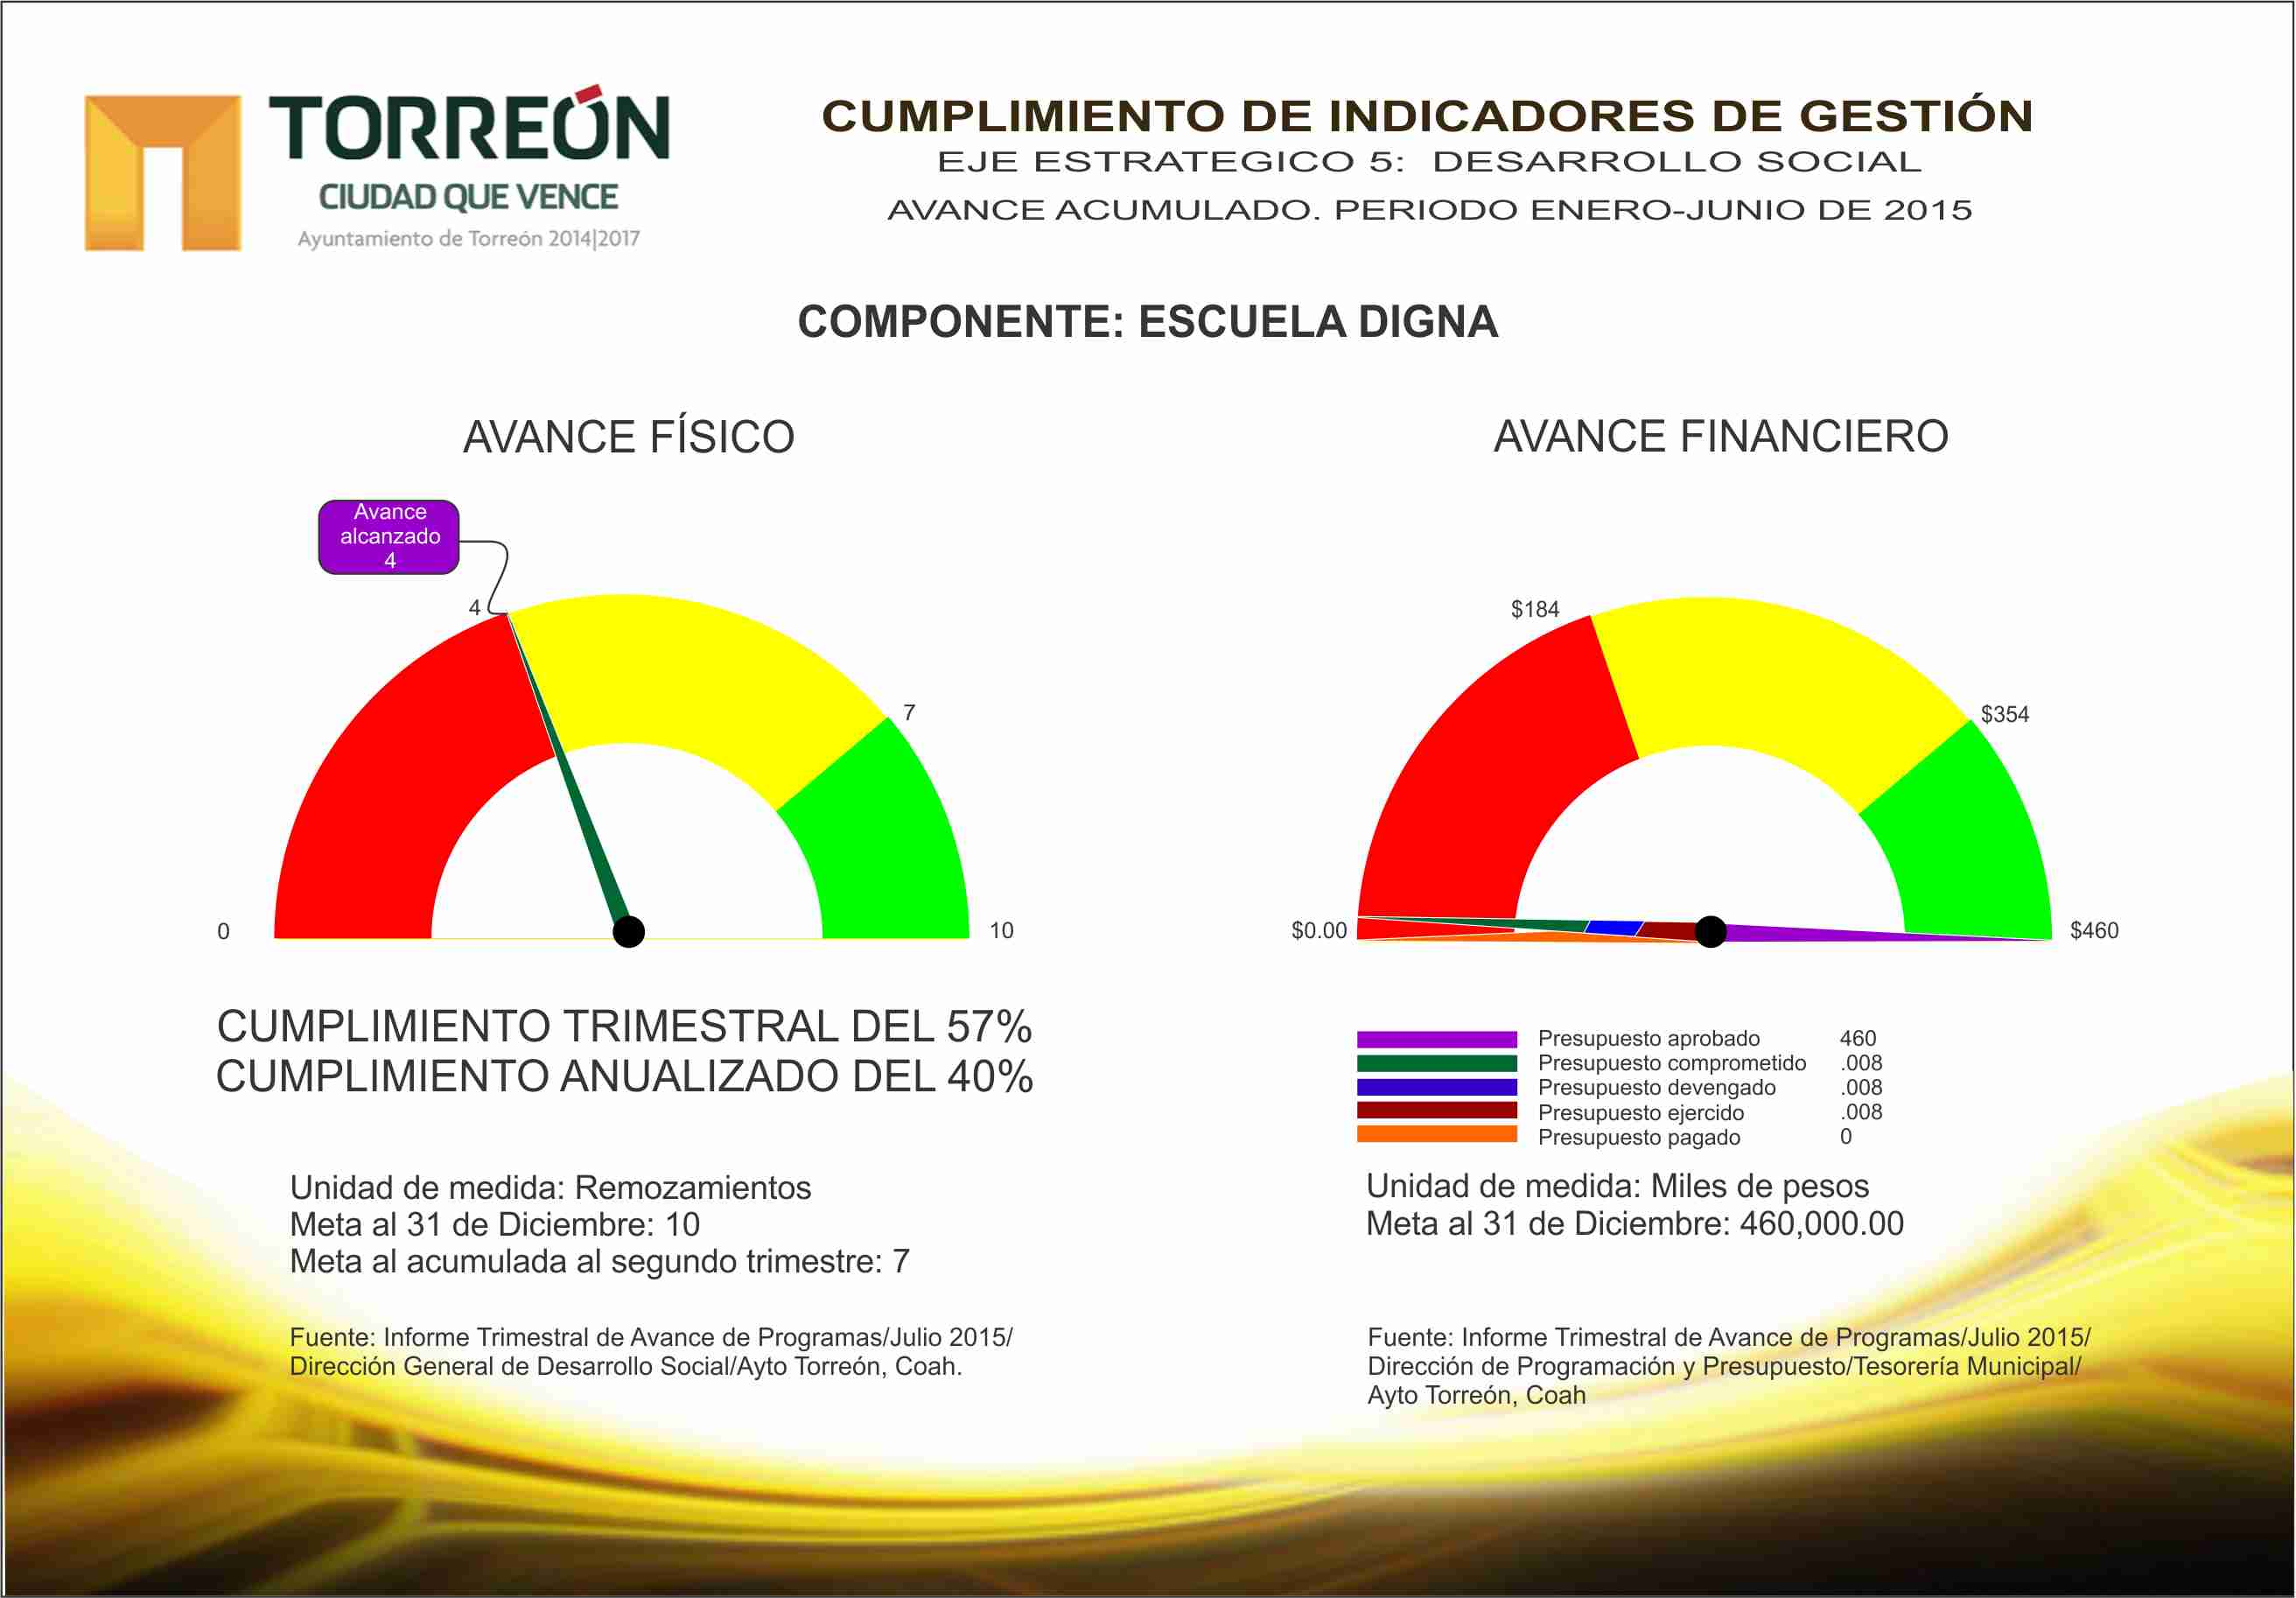 TORREÓN
CIUDAD QUE VENCE
Ayuntamiento de Torreón 2014|2017
CUMPLIMIENTO DE INDICADORES DE GESTIÓN
EJE ESTRATEGICO 5: DESARROLLO SOCIAL
AVANCE ACUMULADO. PERIODO ENERO-JUNIO DE 2015
COMPONENTE: ESCUELA DIGNA
AVANCE FÍSICO
Avance
alcanzado
4
4
7
0
10
CUMPLIMIENTO TRIMESTRAL DEL 57%
CUMPLIMIENTO ANUALIZADO DEL 40%
Unidad de medida: Remozamientos
Meta al 31 de Diciembre: 10
Meta al acumulada al segundo trimestre: 7
Fuente: Informe Trimestral de Avance de Programas/Julio 2015/
Dirección General de Desarrollo Social/Ayto Torreón, Coah.
AVANCE FINANCIERO
$184
$354
$0.00
$460
Presupuesto aprobado 460
Presupuesto comprometido .008
Presupuesto devengado .008
Presupuesto ejercido .008
Presupuesto pagado 0
Unidad de medida: Miles de pesos
Meta al 31 de Diciembre: 460,000.00
Fuente: Informe Trimestral de Avance de Programas/Julio 2015/
Dirección de Programación y Presupuesto/Tesorería Municipal/
Ayto Torreón, Coah